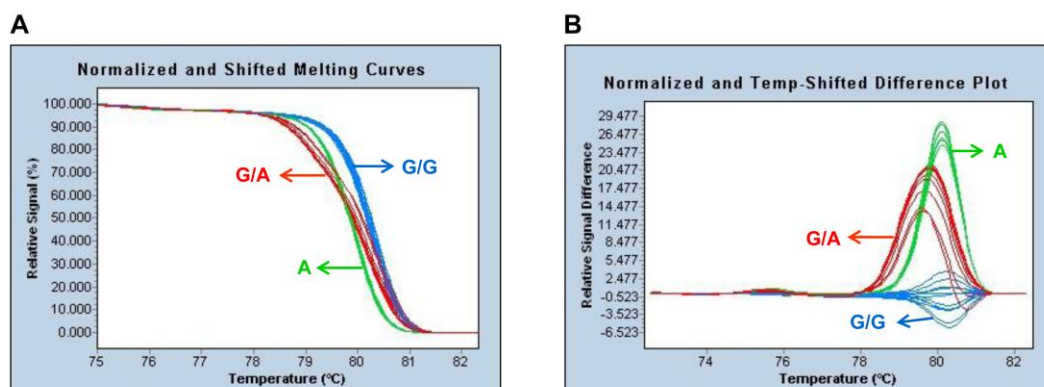 A
Normalized and Shifted Melting Curves
100.000
90.000
80.000
70.000
60.000
50.000
40.000
30.000
20.000
10.000
0.000
Relative Signal (%)
G/A
G/G
A
75
76
77
78
79
80
81
82
Temperature (°C)
B
Normalized and Temp-Shifted Difference Plot
29.477
26.477
23.477
20.477
17.477
14.477
11.477
8.477
5.477
2.477
-0.523
-3.523
-6.523
Relative Signal Difference
A
G/A
G/G
74
76
78
80
82
Temperature (°C)